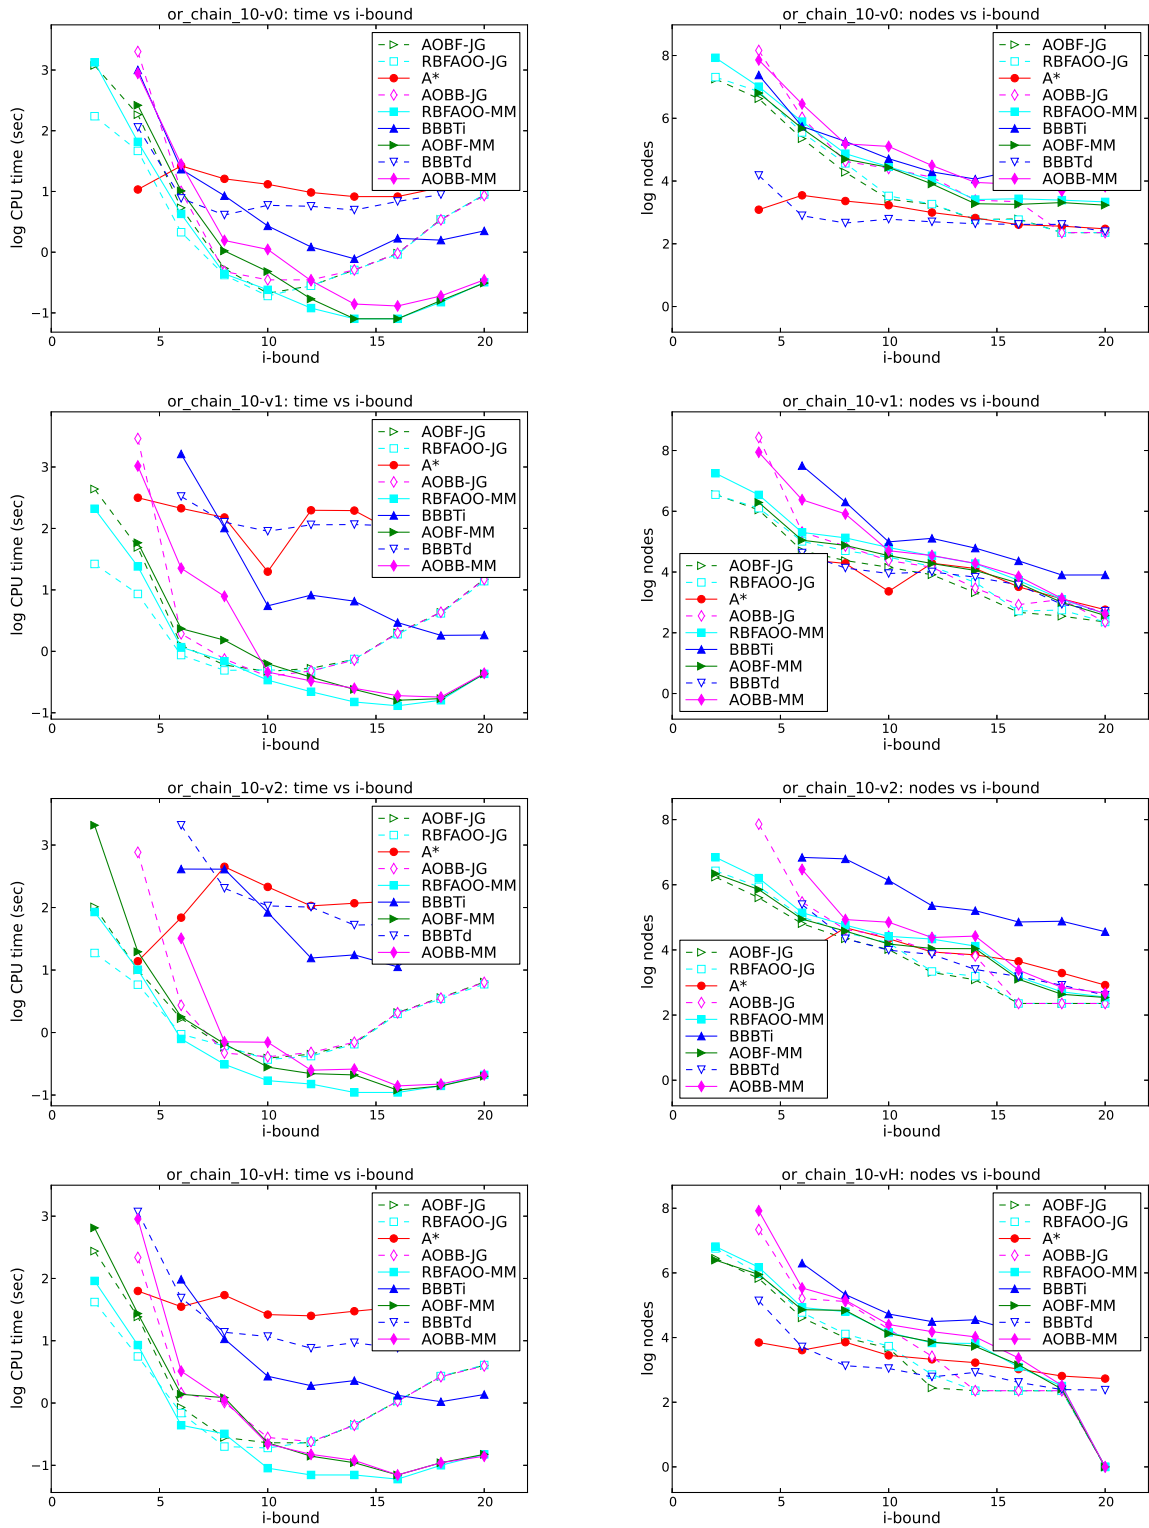 or_chain_10-v0: time vs i-bound
log CPU time (sec)
3
2
1
0
−1
0 5 10 15 20
i-bound
AOBF-JG
RBFAOO-JG
A*
AOBB-JG
RBFAOO-MM
BBBTi
AOBF-MM
BBBTd
AOBB-MM
or_chain_10-v0: nodes vs i-bound
log nodes
8
6
4
2
0
0 5 10 15 20
i-bound
AOBF-JG
RBFAOO-JG
A*
AOBB-JG
RBFAOO-MM
BBBTi
AOBF-MM
BBBTd
AOBB-MM
or_chain_10-v1: time vs i-bound
log CPU time (sec)
3
2
1
0
−1
0 5 10 15 20
i-bound
AOBF-JG
RBFAOO-JG
A*
AOBB-JG
RBFAOO-MM
BBBTi
AOBF-MM
BBBTd
AOBB-MM
or_chain_10-v1: nodes vs i-bound
log nodes
8
6
4
2
0
0 5 10 15 20
i-bound
AOBF-JG
RBFAOO-JG
A*
AOBB-JG
RBFAOO-MM
BBBTi
AOBF-MM
BBBTd
AOBB-MM
or_chain_10-v2: time vs i-bound
log CPU time (sec)
3
2
1
0
−1
0 5 10 15 20
i-bound
AOBF-JG
RBFAOO-JG
A*
AOBB-JG
RBFAOO-MM
BBBTi
AOBF-MM
BBBTd
AOBB-MM
or_chain_10-v2: nodes vs i-bound
log nodes
8
6
4
2
0
0 5 10 15 20
i-bound
AOBF-JG
RBFAOO-JG
A*
AOBB-JG
RBFAOO-MM
BBBTi
AOBF-MM
BBBTd
AOBB-MM
or_chain_10-vH: time vs i-bound
log CPU time (sec)
3
2
1
0
−1
0 5 10 15 20
i-bound
AOBF-JG
RBFAOO-JG
A*
AOBB-JG
RBFAOO-MM
BBBTi
AOBF-MM
BBBTd
AOBB-MM
or_chain_10-vH: nodes vs i-bound
log nodes
8
6
4
2
0
0 5 10 15 20
i-bound
AOBF-JG
RBFAOO-JG
A*
AOBB-JG
RBFAOO-MM
BBBTi
AOBF-MM
BBBTd
AOBB-MM